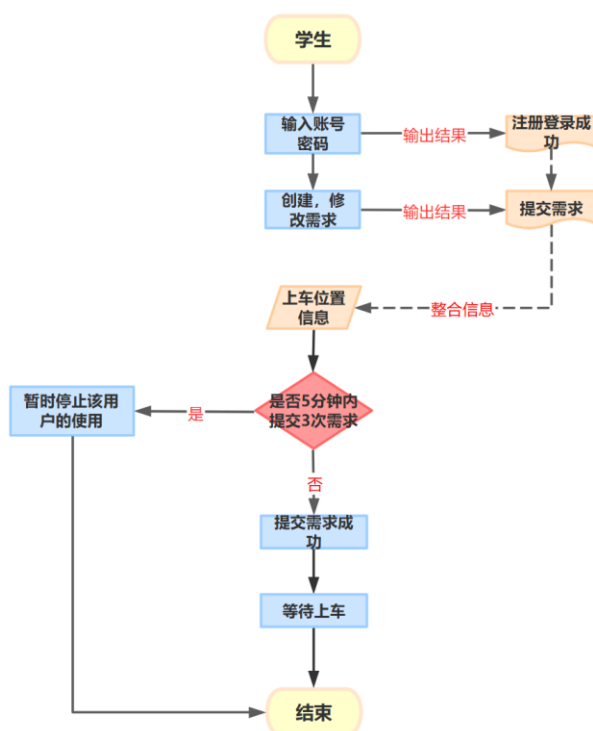 学生
输入账号
密码
输出结果
注册登录成
功
创建，修
改需求
输出结果
提交需求
上车位置
信息
整合信息
是否5分钟内
提交3次需求
是
暂时停止该用
户的使用
否
提交需求成
功
等待上车
结束